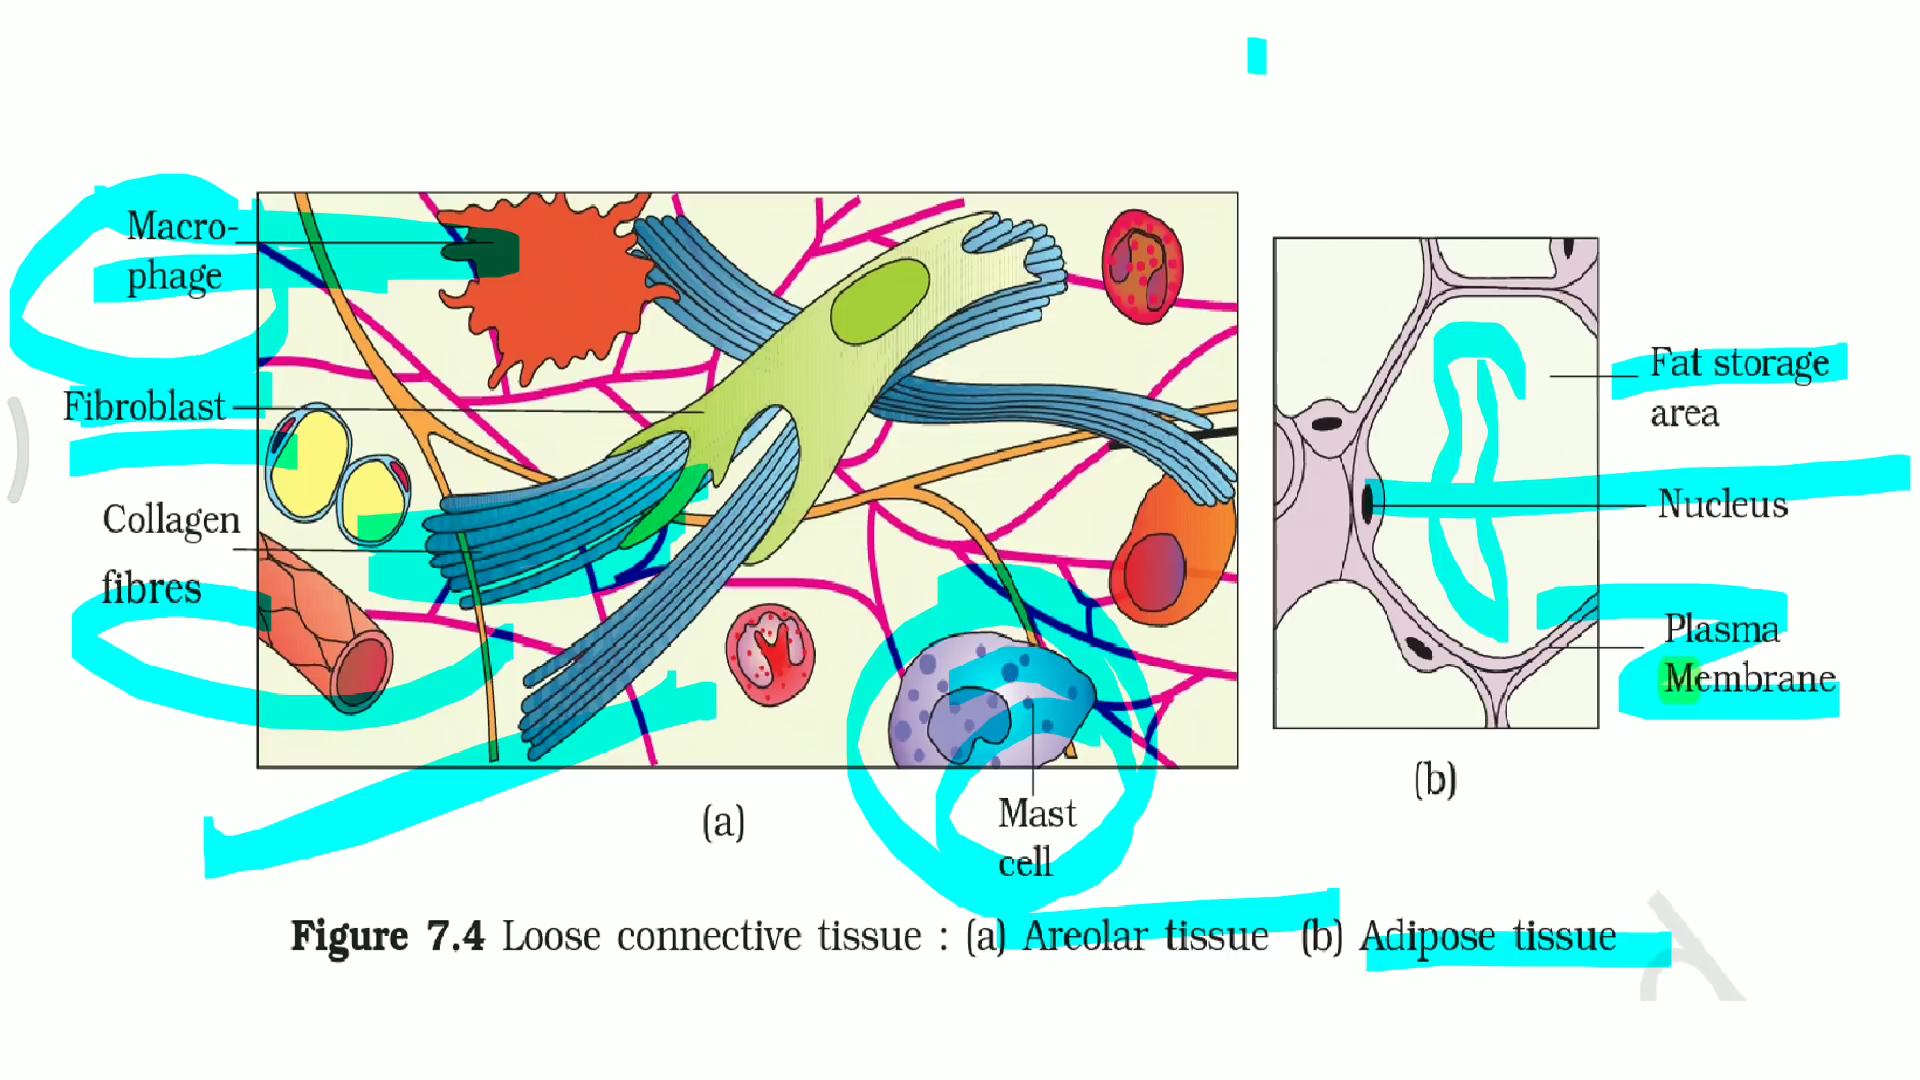 Macro-
phage
Fibroblast
Collagen
fibres
Mast
cell
(a)
Fat storage
area
Nucleus
Plasma
Membrane
(b)
Figure 7.4 Loose connective tissue : (a) Areolar tissue (b) Adipose tissue